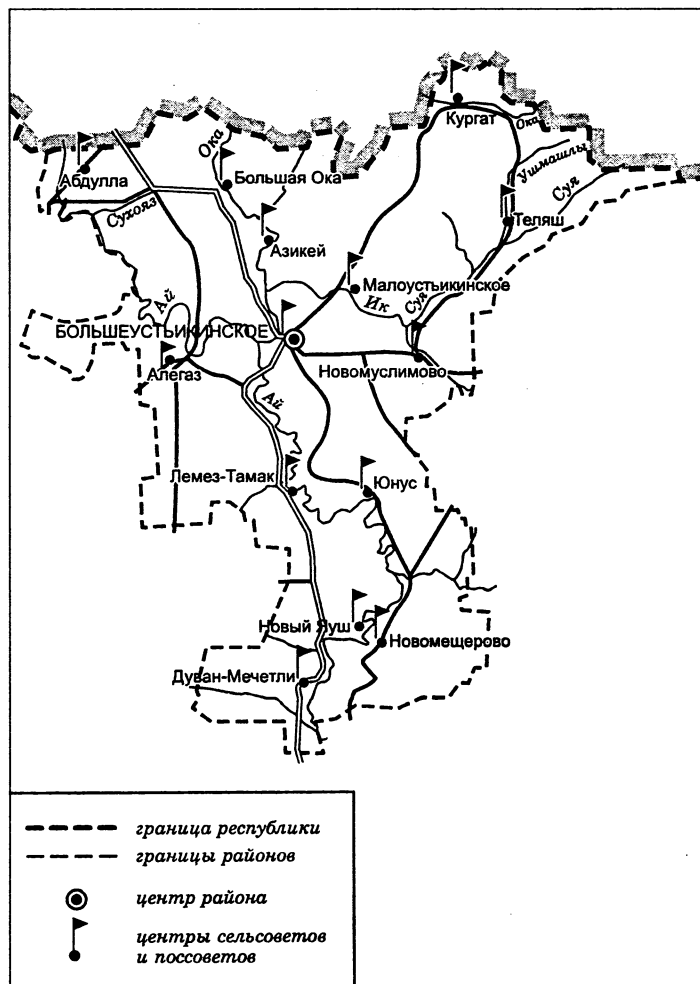 Кургат
Ока
Ока
Ушмашлы
Абдулла
Большая Ока
Суя
Сухояз
Теляш
Азикей
Малоустьикинское
Ай
Ик
Суя
БОЛЬШЕУСТЬИКИНСКОЕ
Алегаз
Новомуслимово
Ай
Лемез-Тамак
Юнус
Новый Яуш
Новомещерово
Дуван-Мечетли
граница республики
границы районов
центр района
центры сельсоветов
и поссоветов